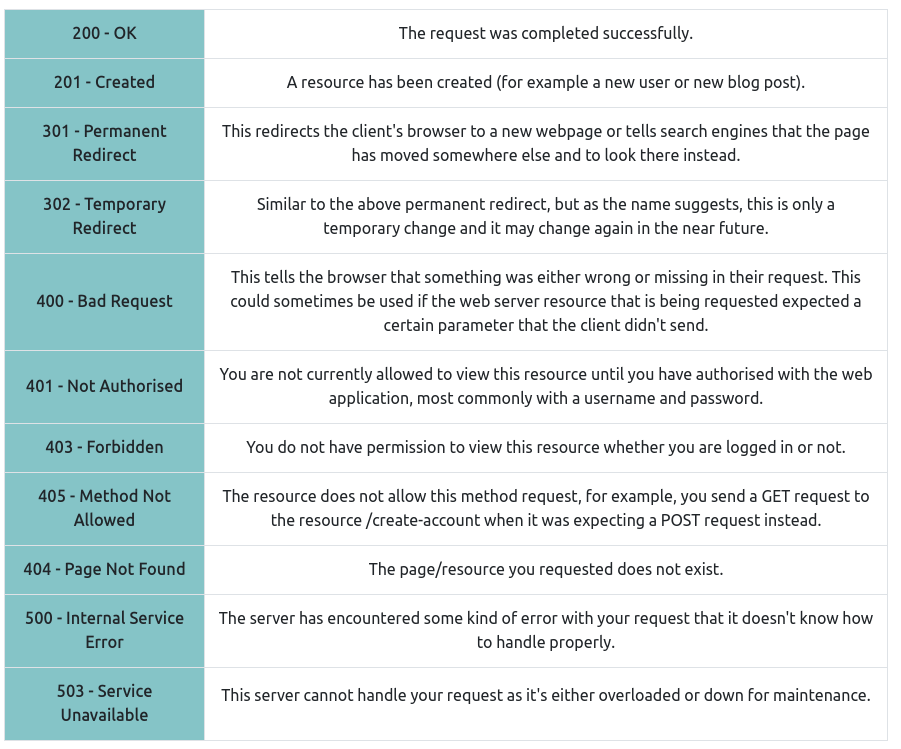 200 - OK
The request was completed successfully.
201 - Created
A resource has been created (for example a new user or new blog post).
301 - Permanent
Redirect
This redirects the client's browser to a new webpage or tells search engines that the page
has moved somewhere else and to look there instead.
302 - Temporary
Redirect
Similar to the above permanent redirect, but as the name suggests, this is only a
temporary change and it may change again in the near future.
400 - Bad Request
This tells the browser that something was either wrong or missing in their request. This
could sometimes be used if the web server resource that is being requested expected a
certain parameter that the client didn't send.
401 - Not Authorised
You are not currently allowed to view this resource until you have authorised with the web
application, most commonly with a username and password.
403 - Forbidden
You do not have permission to view this resource whether you are logged in or not.
405 - Method Not
Allowed
The resource does not allow this method request, for example, you send a GET request to
the resource /create-account when it was expecting a POST request instead.
404 - Page Not Found
The page/resource you requested does not exist.
500 - Internal Service
Error
The server has encountered some kind of error with your request that it doesn't know how
to handle properly.
503 - Service
Unavailable
This server cannot handle your request as it's either overloaded or down for maintenance.